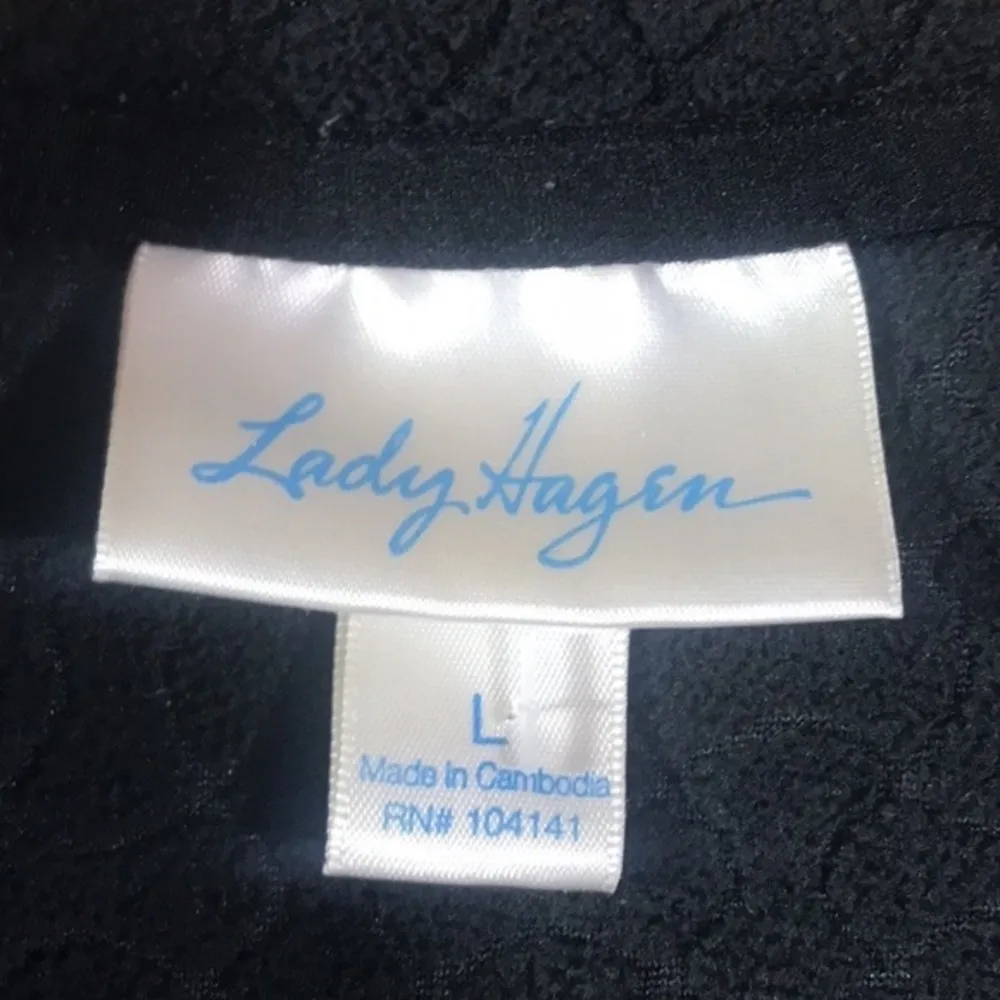 Lady Hagen
L
Made In Cambodia
RN# 104141